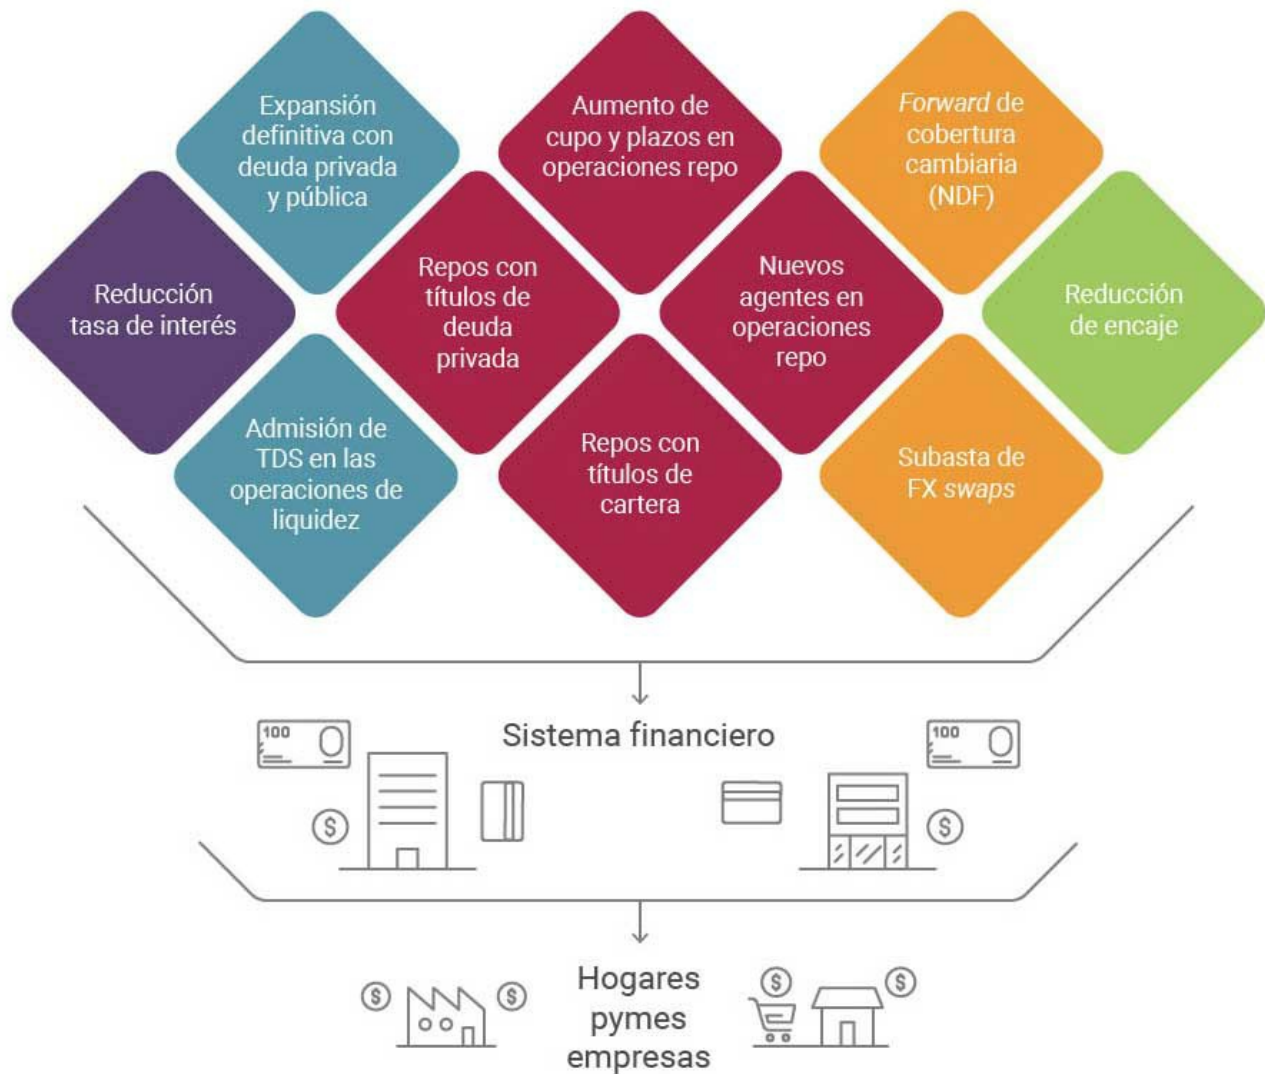 Expansión
definitiva con
deuda privada
y pública
Aumento de
cupo y plazos en
operaciones repo
Forward de
cobertura
cambiaria
(NDF)
Reducción
tasa de interés
Repos con
títulos de
deuda
privada
Nuevos
agentes en
operaciones
repo
Reducción
de encaje
Admisión de
TDS en las
operaciones de
liquidez
Repos con
títulos de
cartera
Subasta de
FX swaps
Sistema financiero
100
100
$
$
Hogares
pymes
empresas
$
$
$
$